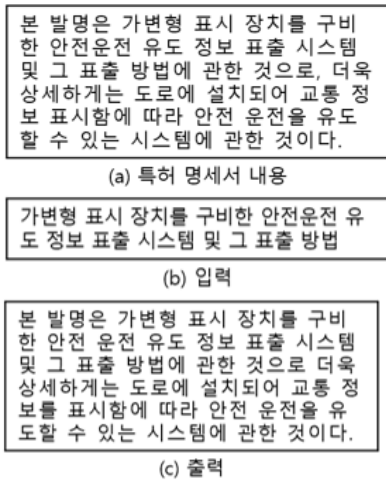 본 발명은 가변형 표시 장치를 구비
한 안전운전 유도 정보 표출 시스템
및 그 표출 방법에 관한 것으로, 더욱
상세하게는 도로에 설치되어 교통 정
보 표시함에 따라 안전 운전을 유도
할 수 있는 시스템에 관한 것이다.
(a) 특허 명세서 내용
가변형 표시 장치를 구비한 안전운전 유
도 정보 표출 시스템 및 그 표출 방법
(b) 입력
본 발명은 가변형 표시 장치를 구비
한 안전 운전 유도 정보 표출 시스템
및 그 표출 방법에 관한 것으로 더욱
상세하게는 도로에 설치되어 교통 정
보를 표시함에 따라 안전 운전을 유
도할 수 있는 시스템에 관한 것이다.
(c) 출력